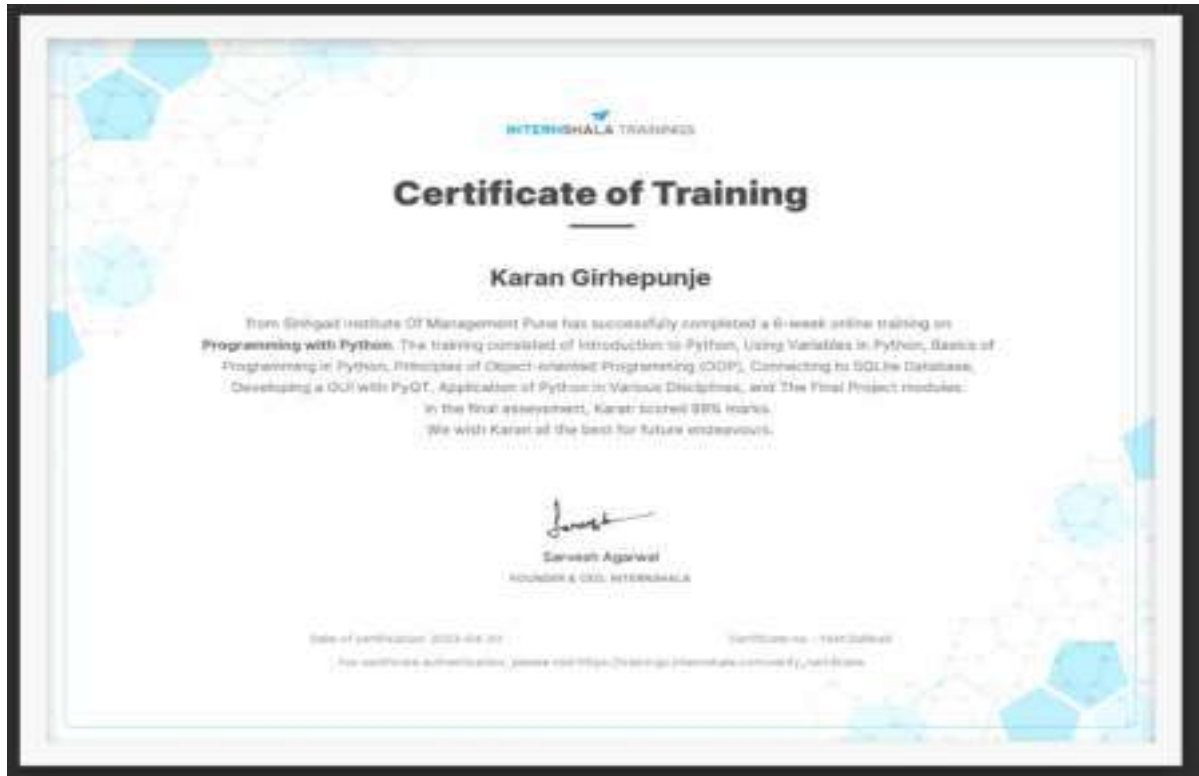 INTERNSHALA TRAININGS
Certificate of Training
Karan Girhepunje
from Sinhgad Institute Of Management Pune has successfully completed a 6-week online training on
Programming with Python. The training consisted of Introduction to Python, Using Variables in Python, Basics of
Programming in Python, Principles of Object-oriented Programming (OOP), Connecting to SQLite Database,
Developing a GUI with PyQT, Application of Python in Various Disciplines, and The Final Project modules.
In the final assessment, Karan scored marks.
We wish Karan all the best for future endeavours.
Sarvesh Agarwal
FOUNDER & CEO, INTERNSHALA
Date of certification:
Certificate no. :
For certificate authentication, please visit https://trainings.internshala.com/verify_certificate